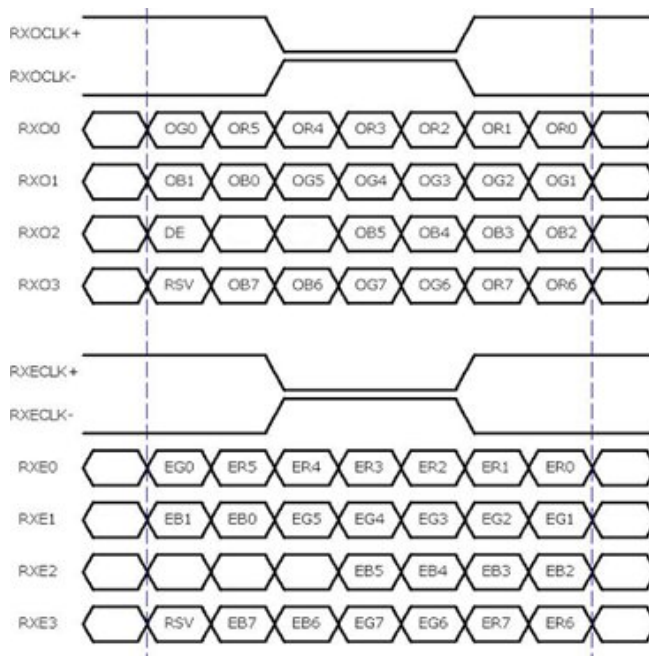 RXOCLK+
RXOCLK-
RXO0 OG0 OR5 OR4 OR3 OR2 OR1 OR0
RXO1 OB1 OB0 OG5 OG4 OG3 OG2 OG1
RXO2 DE OB5 OB4 OB3 OB2
RXO3 RSV OB7 OB6 OG7 OG6 OR7 OR6
RXECLK+
RXECLK-
RXE0 EG0 ER5 ER4 ER3 ER2 ER1 ER0
RXE1 EB1 EB0 EG5 EG4 EG3 EG2 EG1
RXE2 EB5 EB4 EB3 EB2
RXE3 RSV EB7 EB6 EG7 EG6 ER7 ER6